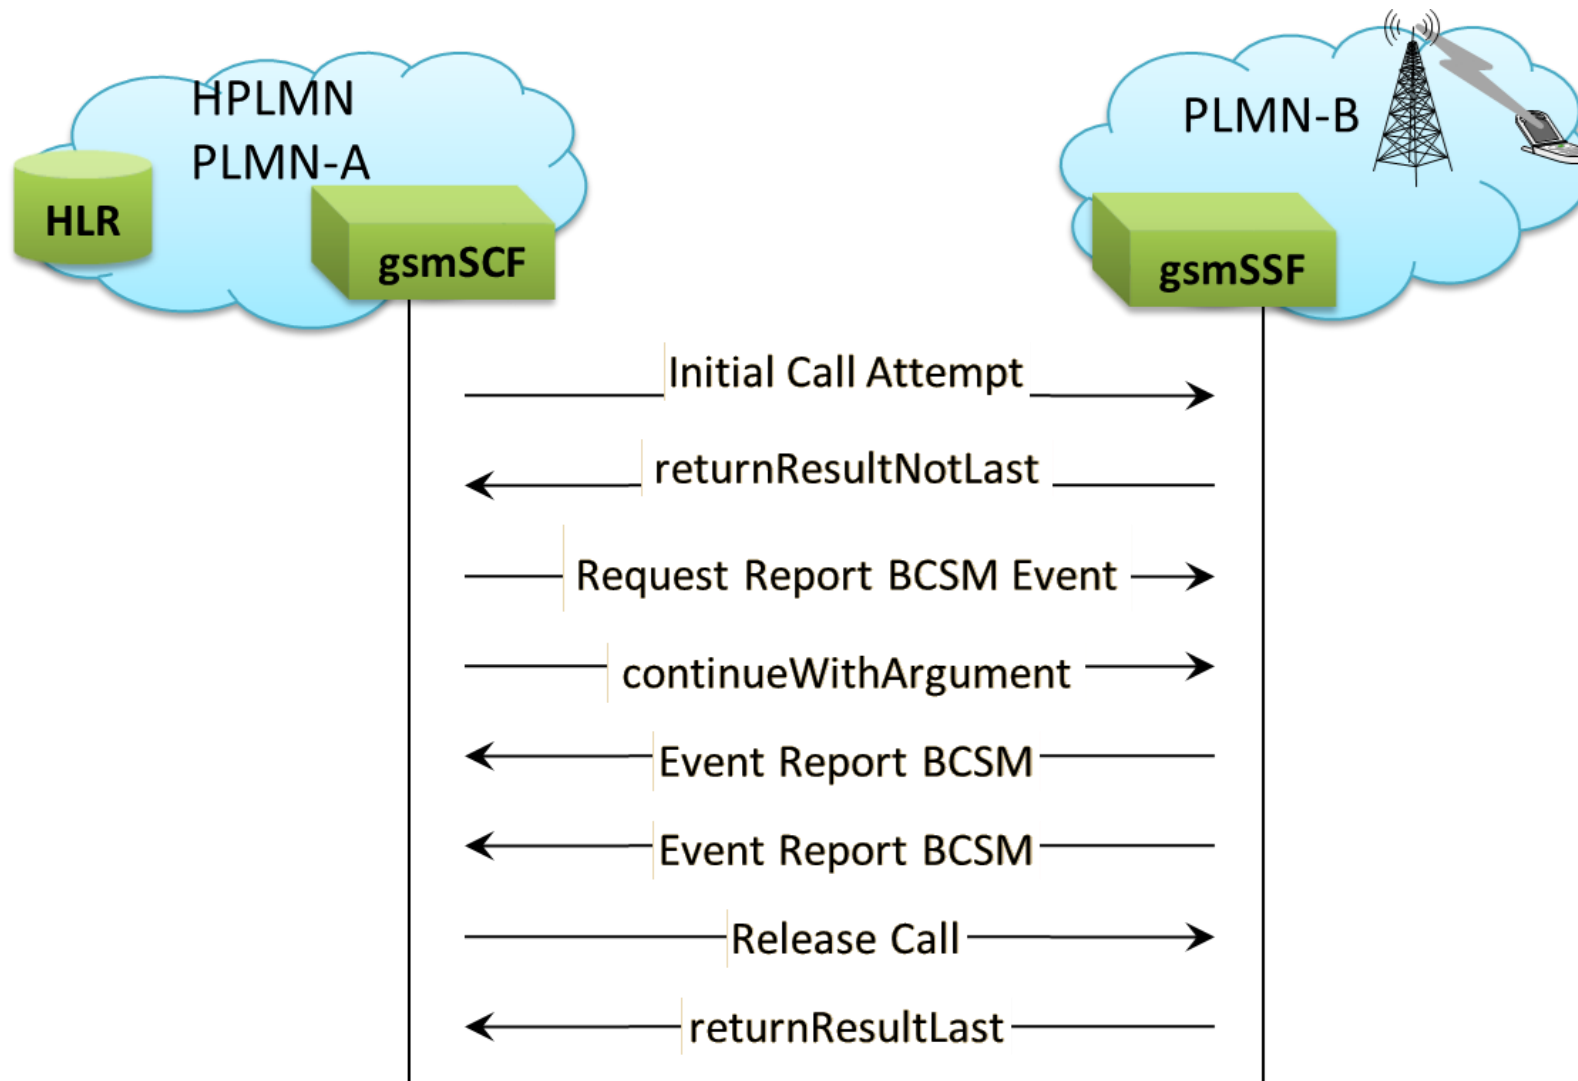 HPLMN
PLMN-A
HLR
gsmSCF
PLMN-B
gsmSSF
Initial Call Attempt
returnResultNotLast
Request Report BCSM Event
continueWithArgument
Event Report BCSM
Event Report BCSM
Release Call
returnResultLast